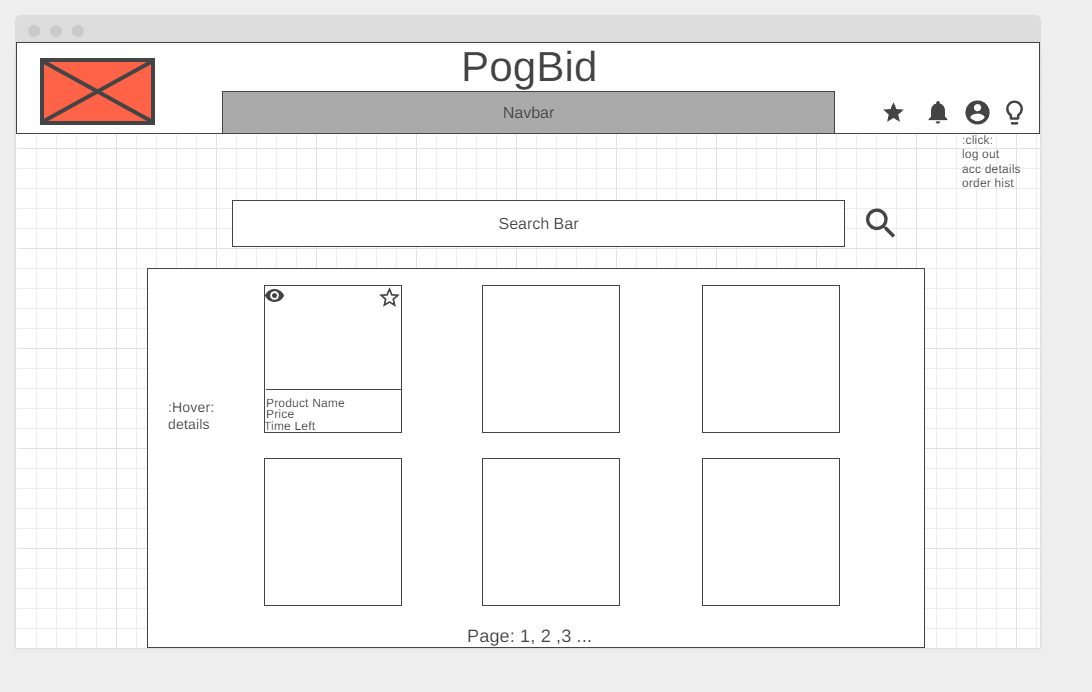 PogBid
Navbar
:click:
log out
acc details
order hist
Search Bar
:Hover:
details
Product Name
Price
Time Left
Page: 1, 2 ,3 ...